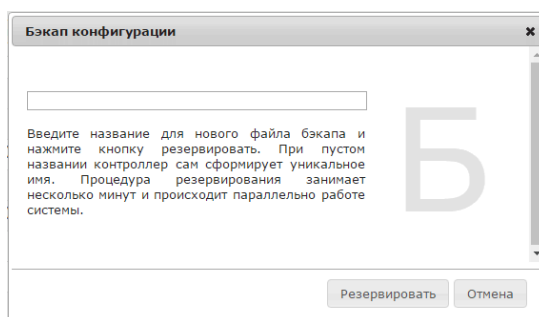 Бэкап конфигурации
Введите название для нового файла бэкапа и
нажмите кнопку резервировать. При пустом
названии контроллер сам сформирует уникальное
имя. Процедура резервирования занимает
несколько минут и происходит параллельно работе
системы.
Б
Резервировать Отмена